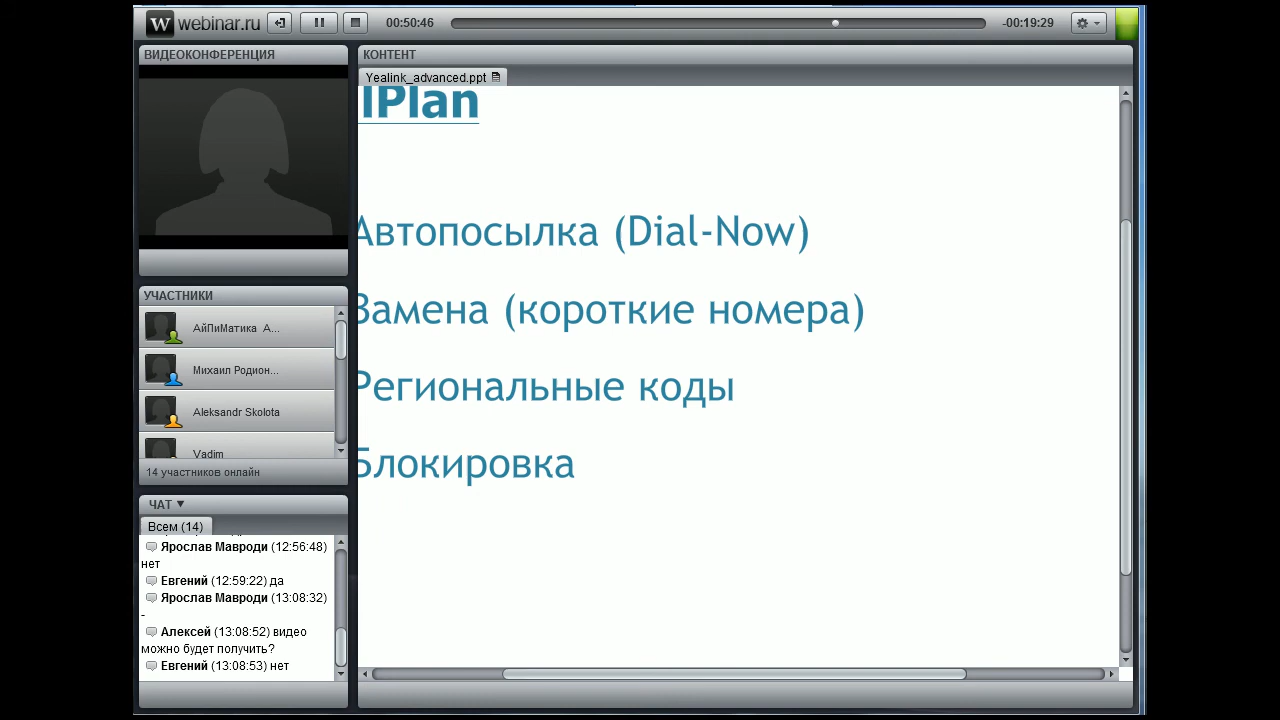 W webinar.ru
00:50:46
-00:19:29
ВИДЕОКОНФЕРЕНЦИЯ
УЧАСТНИКИ
АйПиМатика А...
Михаил Родион...
Aleksandr Skolota
Vadim
14 участников онлайн
ЧАТ
Всем (14)
Ярослав Мавроди (12:56:48)
нет
Евгений (12:59:22) да
Ярослав Мавроди (13:08:32)
-
Алексей (13:08:52) видео
можно будет получить?
Евгений (13:08:53) нет
КОНТЕНТ
Yealink_advanced.ppt
lPlan
Автопосылка (Dial-Now)
Замена (короткие номера)
Региональные коды
Блокировка